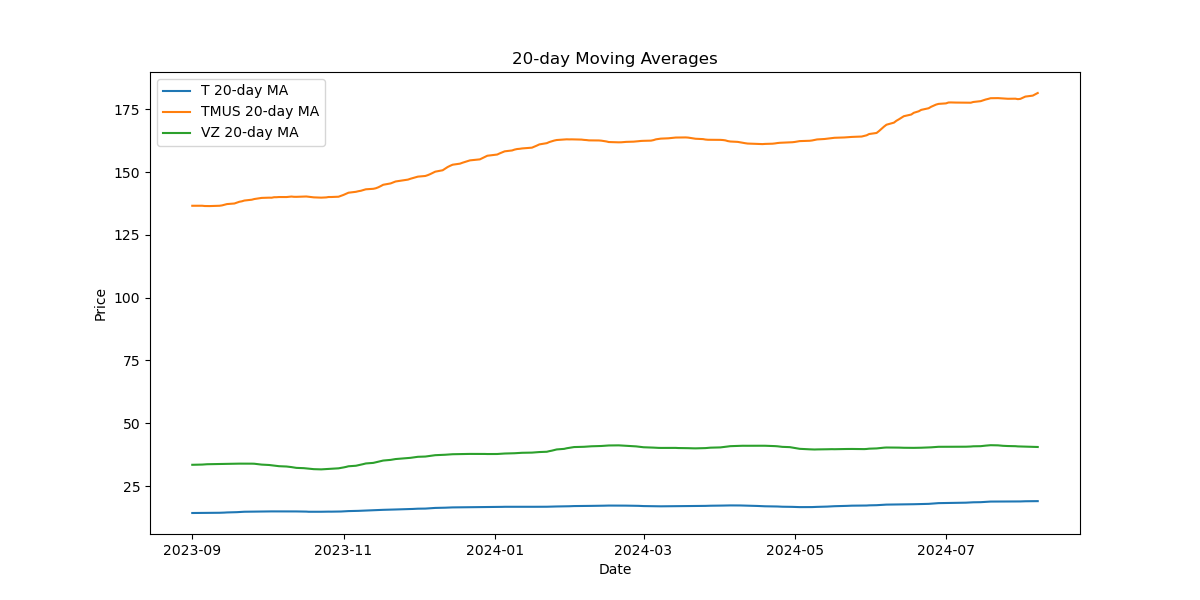 20-day Moving Averages
T 20-day MA
TMUS 20-day MA
VZ 20-day MA
175
150
125
100
75
50
25
Price
2023-09 2023-11 2024-01 2024-03 2024-05 2024-07
Date